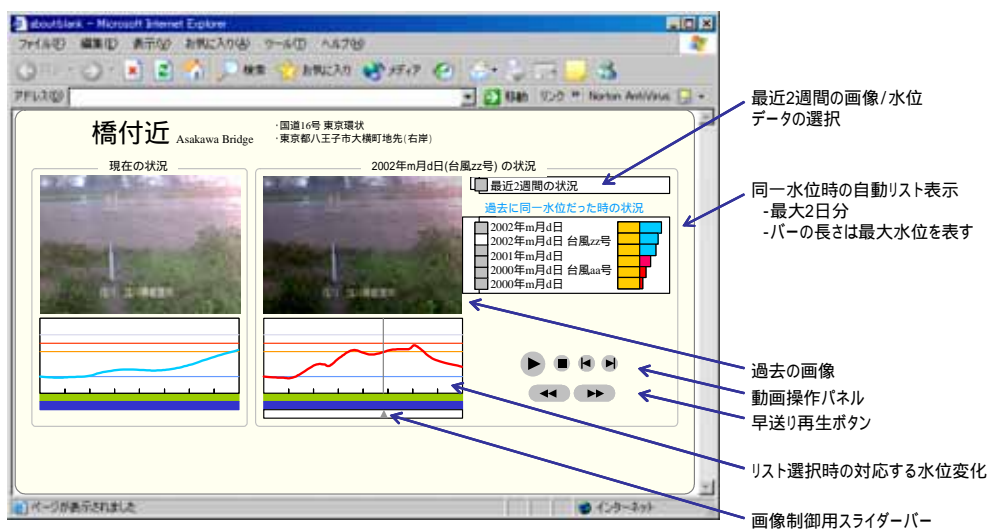 aboutblank - Microsoft Internet Explorer
ファイル(F) 編集(E) 表示(V) お気に入り(A) ツール(T) ヘルプ(H)
検索 お気に入り メディア
アドレス(D) 移動 リンク » Norton AntiVirus
橋付近 Asakawa Bridge
・国道16号 東京環状
・東京都八王子市大横町地先(右岸)
現在の状況
2002年m月d日(台風zz号) の状況
最近2週間の状況
過去に同一水位だった時の状況
2002年m月d日
2002年m月d日 台風zz号
2001年m月d日
2000年m月d日 台風aa号
2000年m月d日
ページが表示されました
インターネット
最近2週間の画像/水位
データの選択
同一水位時の自動リスト表示
-最大2日分
-バーの長さは最大水位を表す
過去の画像
動画操作パネル
早送り再生ボタン
リスト選択時の対応する水位変化
画像制御用スライダーバー